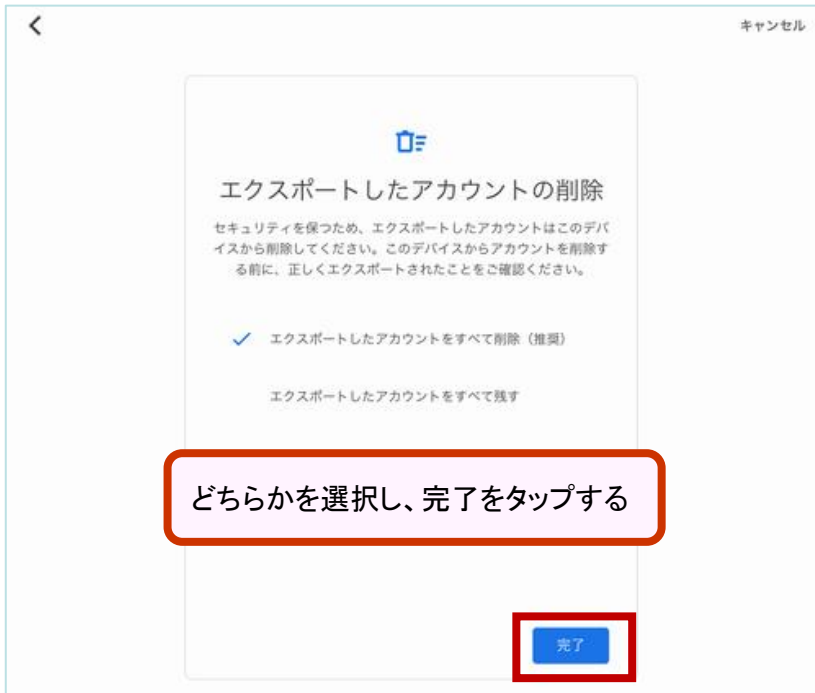 キャンセル
エクスポートしたアカウントの削除
セキュリティを保つため、エクスポートしたアカウントはこのデバ
イスから削除してください。このデバイスからアカウントを削除す
る前に、正しくエクスポートされたことをご確認ください。
エクスポートしたアカウントをすべて削除（推奨）
エクスポートしたアカウントをすべて残す
どちらかを選択し、完了をタップする
完了